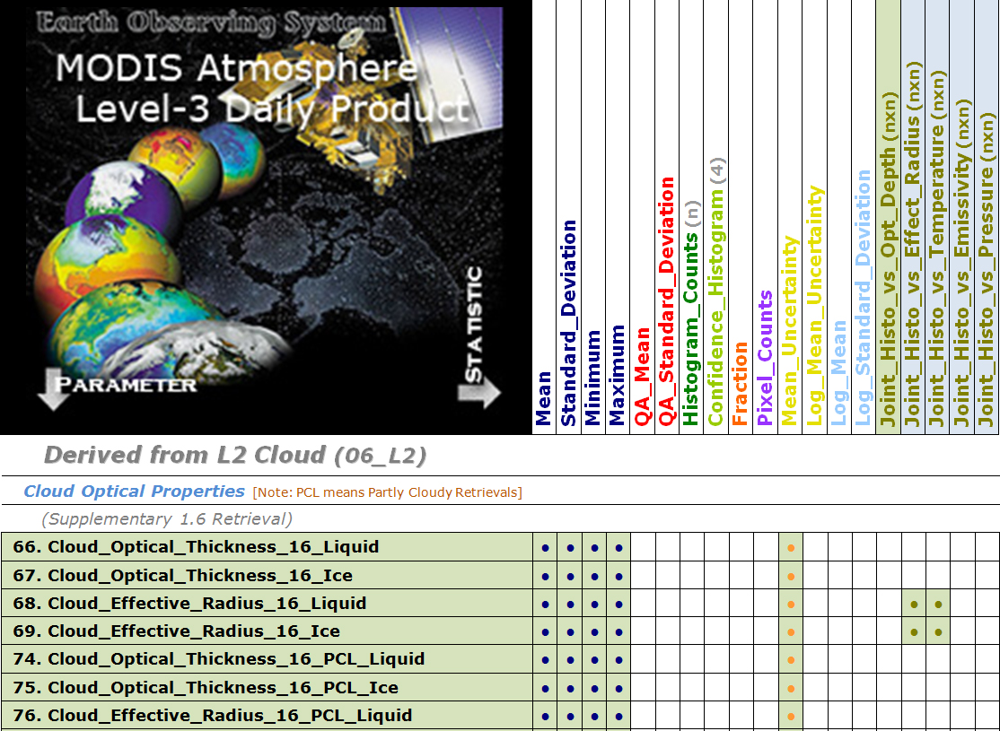 Earth Observing System
MODIS Atmosphere
Level-3 Daily Product
STATISTIC
PARAMETER
Mean
Standard_Deviation
Minimum
Maximum
QA_Mean
QA_Standard_Deviation
Histogram_Counts (n)
Confidence_Histogram (4)
Fraction
Pixel_Counts
Mean_Uncertainty
Log_Mean_Uncertainty
Log_Mean
Log_Standard_Deviation
Joint_Histo_vs_Opt_Depth (nxn)
Joint_Histo_vs_Effect_Radius (nxn)
Joint_Histo_vs_Temperature (nxn)
Joint_Histo_vs_Emissivity (nxn)
Joint_Histo_vs_Pressure (nxn)
Derived from L2 Cloud (06_L2)
Cloud Optical Properties [Note: PCL means Partly Cloudy Retrievals]
(Supplementary 1.6 Retrieval)
66. Cloud_Optical_Thickness_16_Liquid
67. Cloud_Optical_Thickness_16_Ice
68. Cloud_Effective_Radius_16_Liquid
69. Cloud_Effective_Radius_16_Ice
74. Cloud_Optical_Thickness_16_PCL_Liquid
75. Cloud_Optical_Thickness_16_PCL_Ice
76. Cloud_Effective_Radius_16_PCL_Liquid